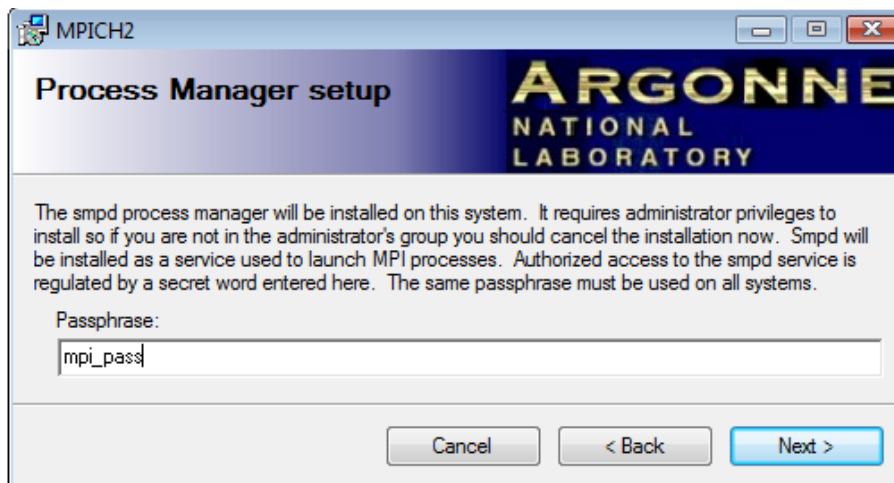 MPICH2
Process Manager setup
ARGONNE
NATIONAL
LABORATORY
The smpd process manager will be installed on this system. It requires administrator privileges to
install so if you are not in the administrator's group you should cancel the installation now. Smpd will
be installed as a service used to launch MPI processes. Authorized access to the smpd service is
regulated by a secret word entered here. The same passphrase must be used on all systems.
Passphrase:
mpi_pass
Cancel
< Back
Next >